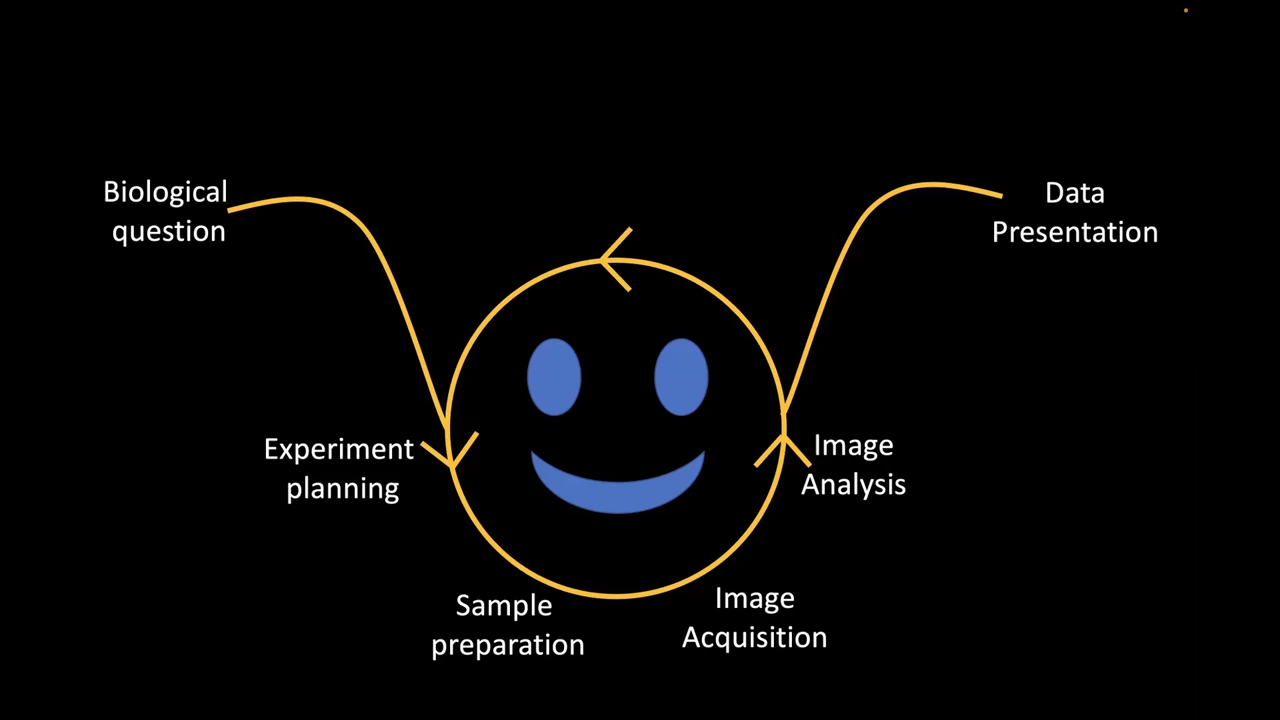 Biological
question
Data
Presentation
Experiment
planning
Image
Analysis
Sample
preparation
Image
Acquisition